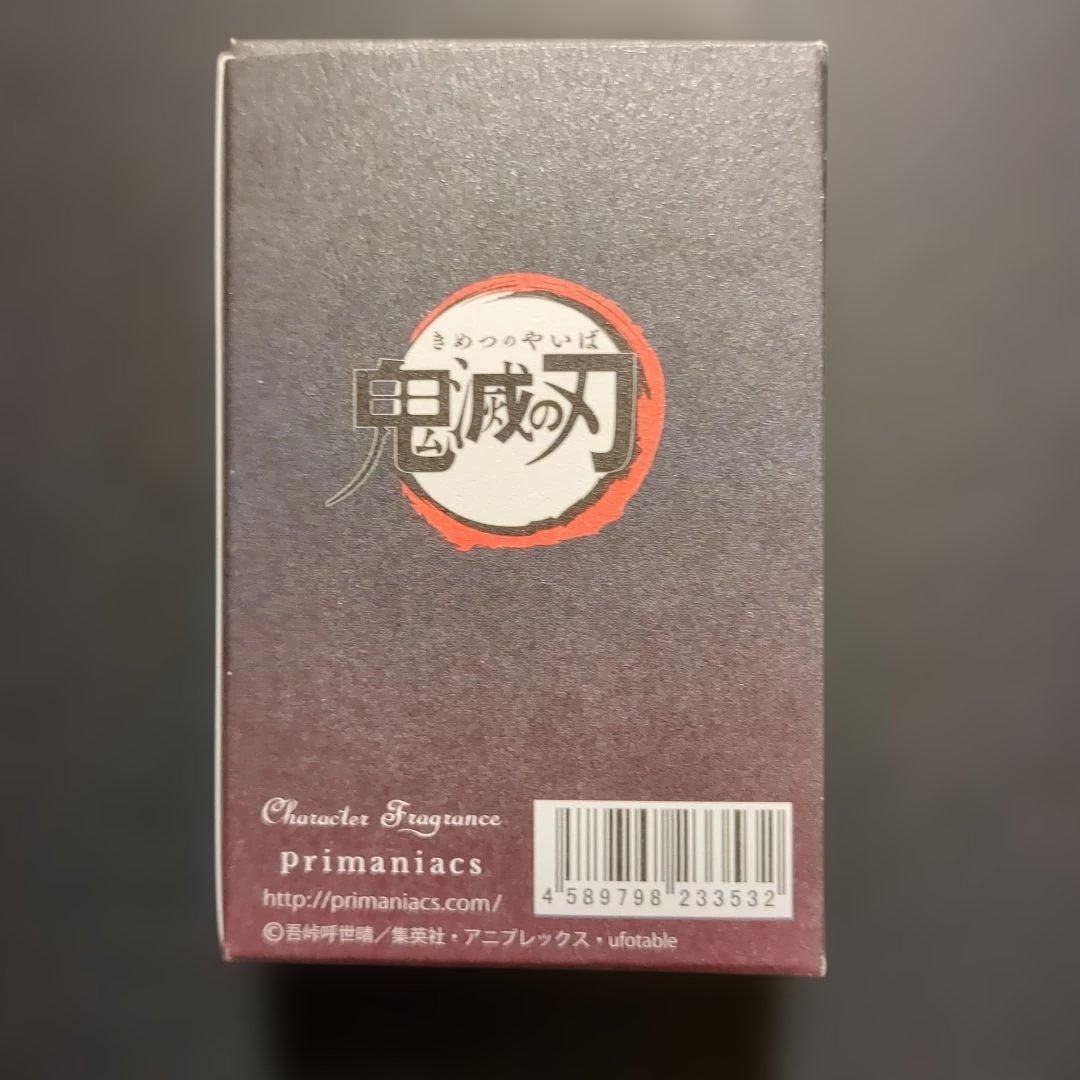 きめつのやいば
鬼滅の刃
Character Fragrance
primaniacs
http://primaniacs.com/
4 589798 233532
©吾峠呼世晴／集英社・アニプレックス・ufotable